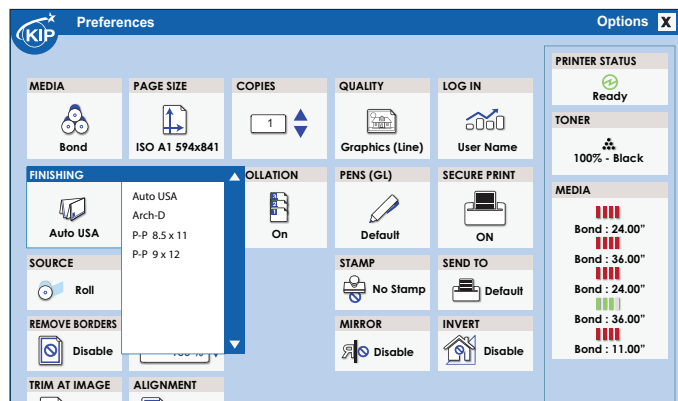 KIP
Preferences
Options X
MEDIA
Bond
PAGE SIZE
ISO A1 594x841
COPIES
1
QUALITY
Graphics (Line)
LOG IN
User Name
FINISHING
Auto USA
Auto USA
Arch-D
P-P 8.5 x 11
P-P 9 x 12
OLLATION
On
PENS (GL)
Default
SECURE PRINT
ON
SOURCE
Roll
STAMP
No Stamp
SEND TO
Default
REMOVE BORDERS
Disable
MIRROR
Disable
INVERT
Disable
TRIM AT IMAGE
ALIGNMENT
PRINTER STATUS
Ready
TONER
100% - Black
MEDIA
Bond : 24.00"
Bond : 36.00"
Bond : 24.00"
Bond : 36.00"
Bond : 11.00"